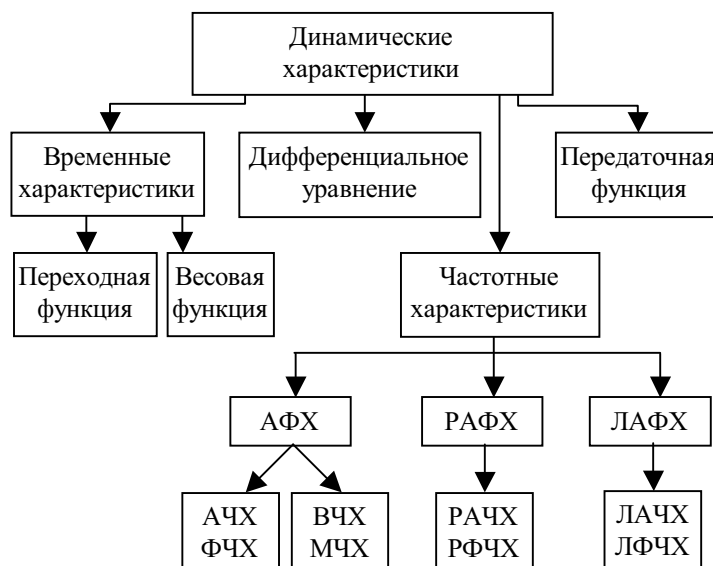 Динамические
характеристики
Временные
характеристики
Дифференциальное
уравнение
Передаточная
функция
Переходная
функция
Весовая
функция
Частотные
характеристики
АФХ
РАФХ
ЛАФХ
АЧХ
ФЧХ
ВЧХ
МЧХ
РАЧХ
РФЧХ
ЛАЧХ
ЛФЧХ